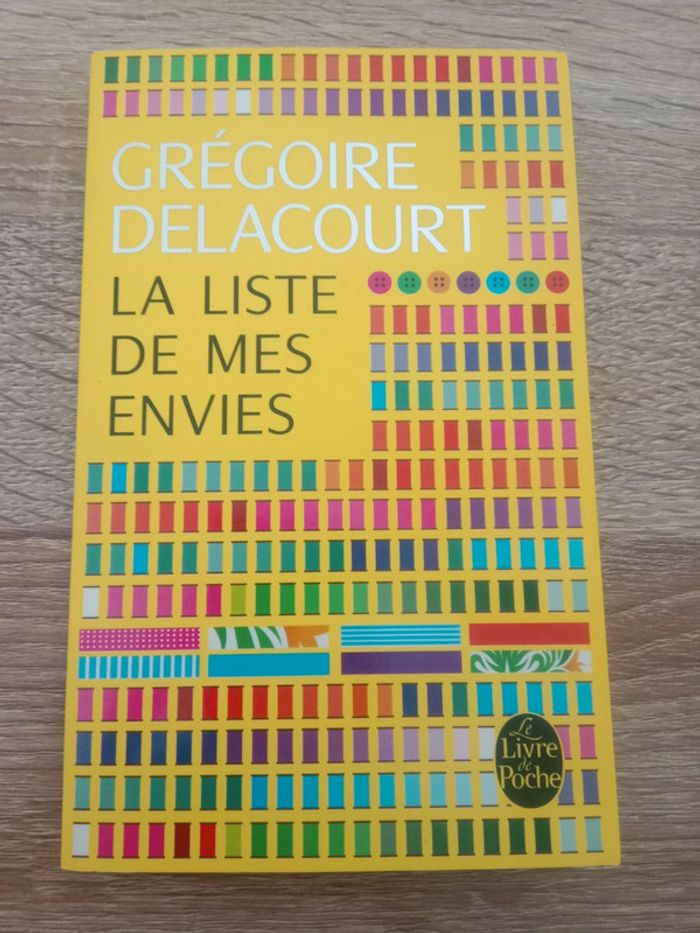 GRÉGOIRE
DELACOURT
LA LISTE
DE MES
ENVIES
Le
Livre
de
Poche